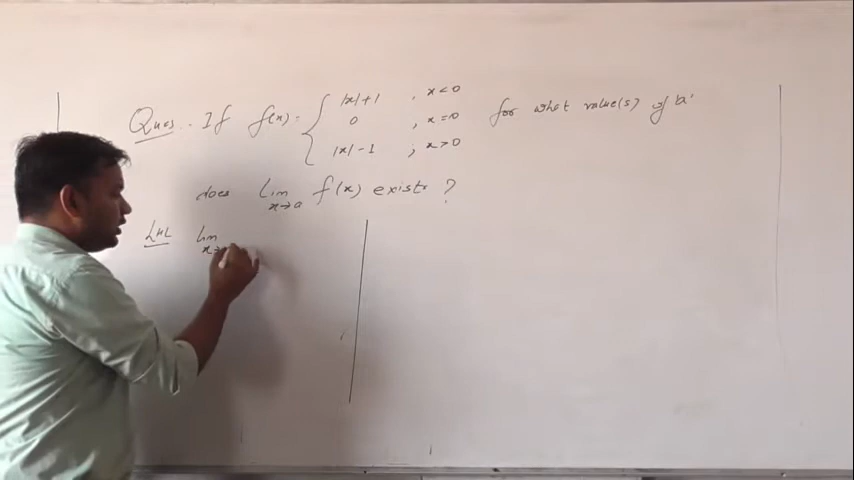 Ques. If f(x) = { |x|+1 , x<0 for what value(s) of 'a'
0 , x=0
|x|-1 ; x>0
does lim f(x) exists ?
x→a
LHL lim
x→